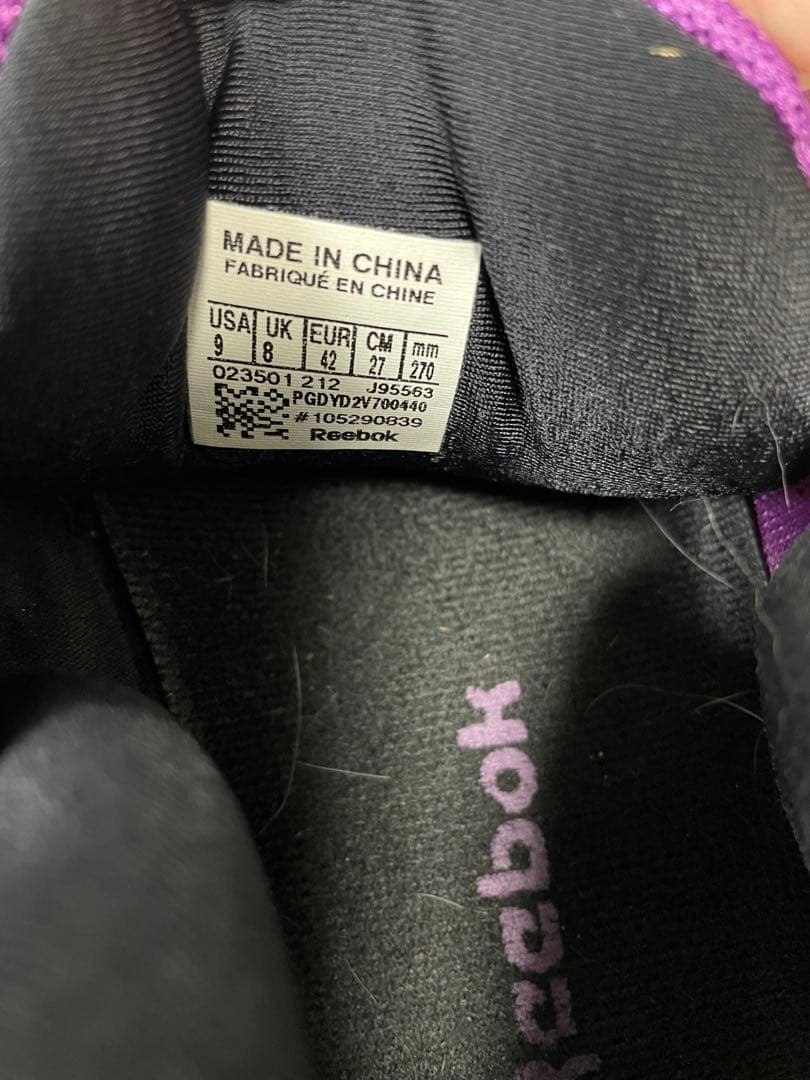 MADE IN CHINA
FABRIQUÉ EN CHINE
USA UK EUR CM mm
9 8 42 27 270
023501 212 J95563
PGDYD2V700440
#105290839
Reebok
Reebok